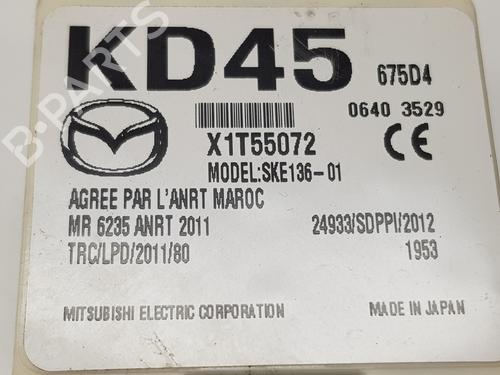 KD45 675D4
0640 3529
X1T55072
MODEL:SKE136-01
AGREE PAR L'ANRT MAROC
MR 6235 ANRT 2011 24933/SDPPI/2012
TRC/LPD/2011/80 1953
MITSUBISHI ELECTRIC CORPORATION MADE IN JAPAN
B-PARTS
CE